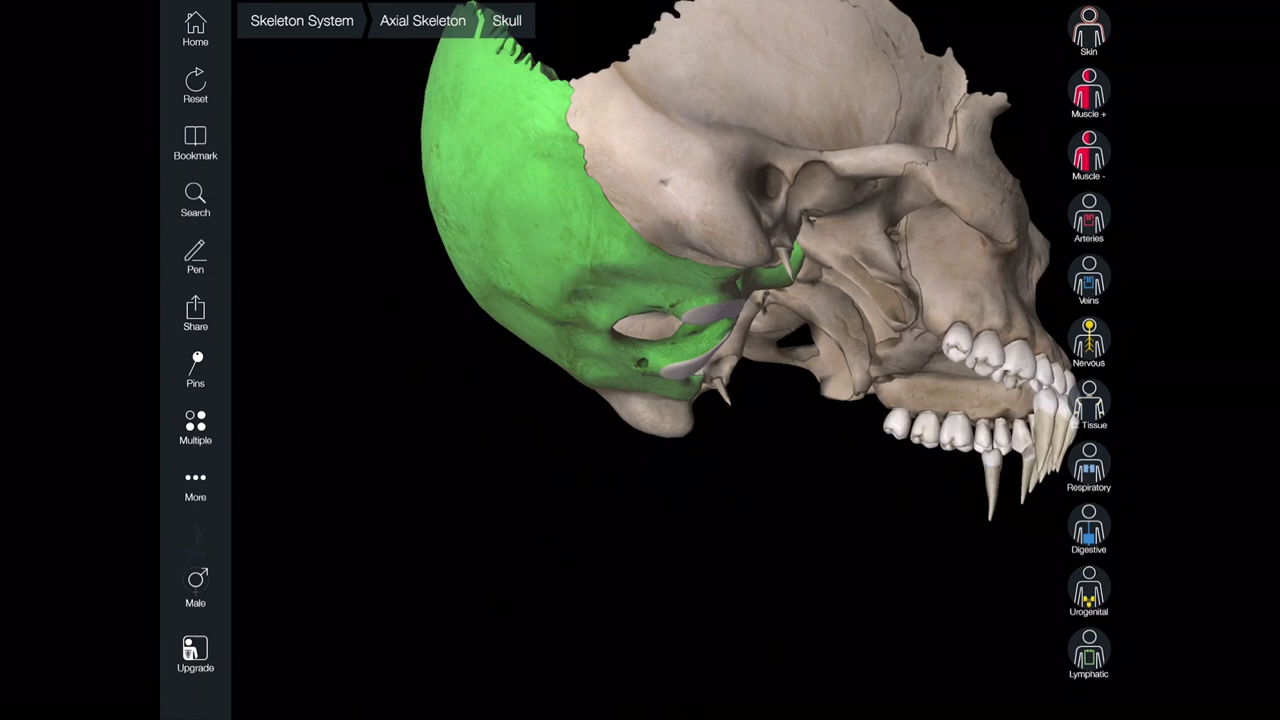 Skeleton System
Axial Skeleton
Skull
Home
Reset
Bookmark
Search
Pen
Share
Pins
Multiple
More
Male
Upgrade
Skin
Muscle +
Muscle -
Arteries
Veins
Nervous
Tissue
Respiratory
Digestive
Urogenital
Lymphatic